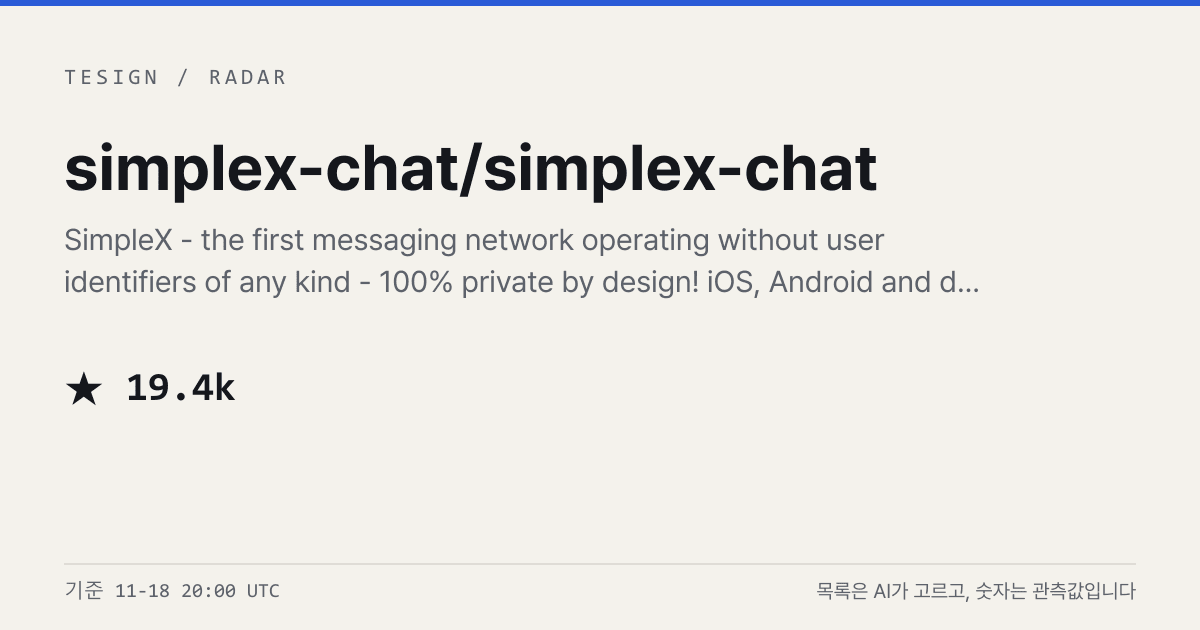 TESIGN / RADAR
simplex-chat/simplex-chat
SimpleX - the first messaging network operating without user
identifiers of any kind - 100% private by design! iOS, Android and d...
★ 19.4k
기준 11-18 20:00 UTC
목록은 AI가 고르고, 숫자는 관측값입니다